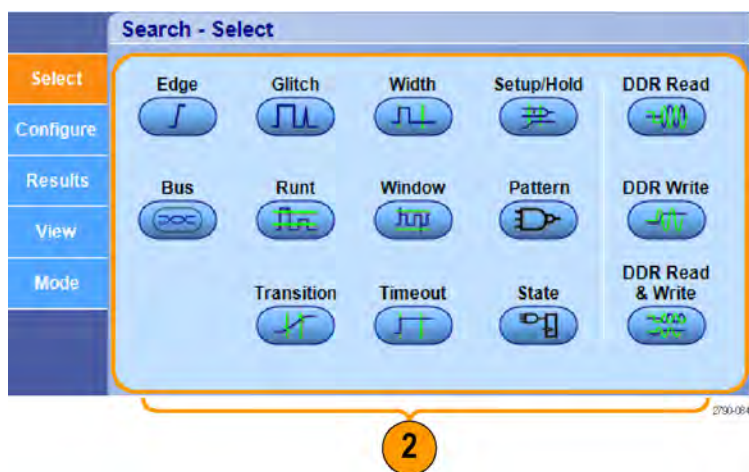 Search - Select
Select
Configure
Results
View
Mode
Edge Glitch Width Setup/Hold DDR Read
Bus Runt Window Pattern DDR Write
Transition Timeout State DDR Read
& Write
2790-084
2